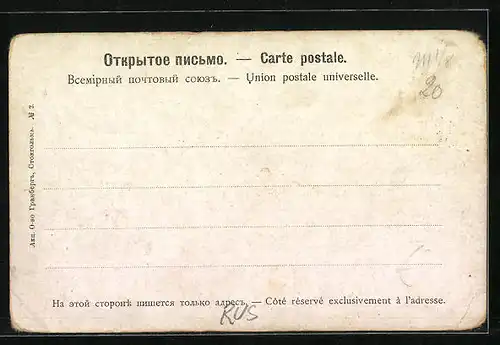 Открытое письмо. — Carte postale.
Всемірный почтовый союзъ. — Union postale universelle.
20
Акц. О-во Гранбергъ, Стокгольмъ. № 2.
На этой сторонѣ пишется только адресъ. — Côté réservé exclusivement à l'adresse.
RUS